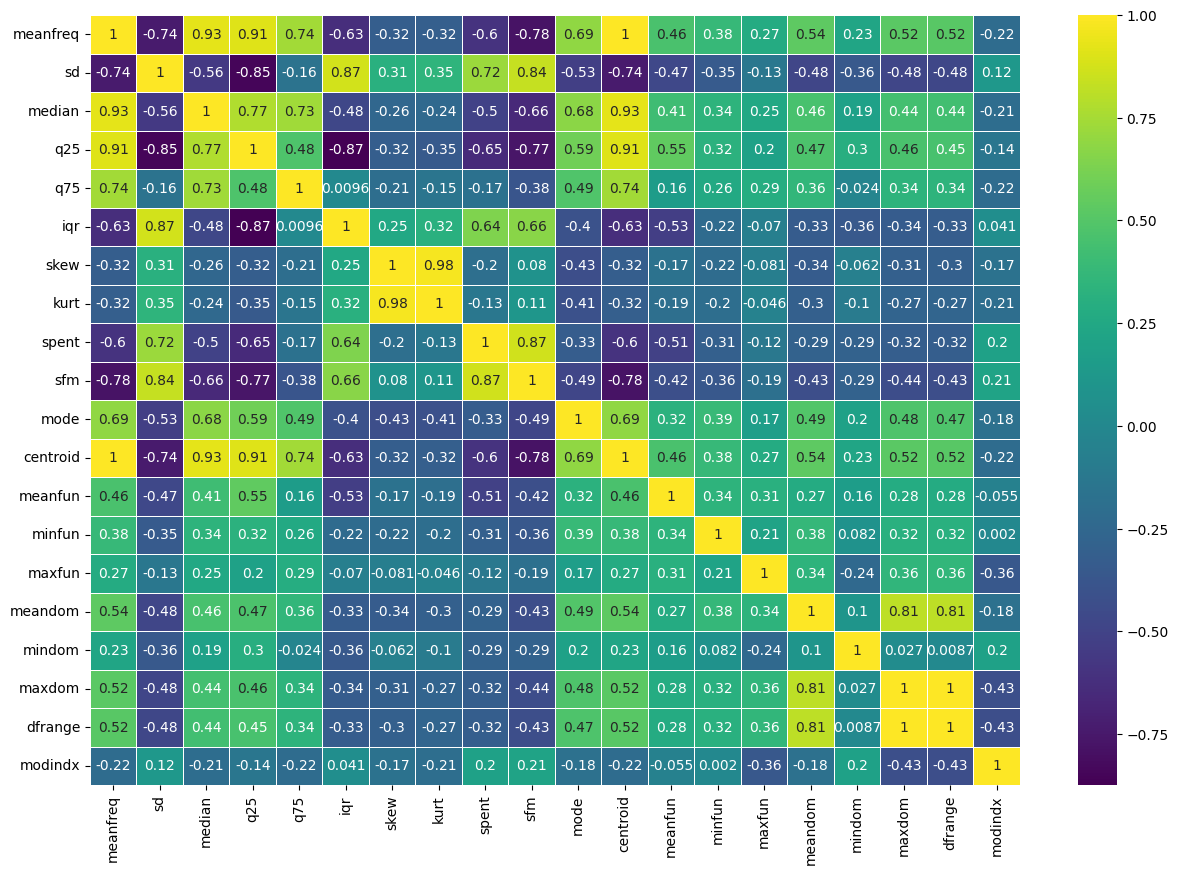 meanfreq 1 -0.74 0.93 0.91 0.74 -0.63 -0.32 -0.32 -0.6 -0.78 0.69 1 0.46 0.38 0.27 0.54 0.23 0.52 0.52 -0.22
sd -0.74 1 -0.56 -0.85 -0.16 0.87 0.31 0.35 0.72 0.84 -0.53 -0.74 -0.47 -0.35 -0.13 -0.48 -0.36 -0.48 -0.48 0.12
median 0.93 -0.56 1 0.77 0.73 -0.48 -0.26 -0.24 -0.5 -0.66 0.68 0.93 0.41 0.34 0.25 0.46 0.19 0.44 0.44 -0.21
q25 0.91 -0.85 0.77 1 0.48 -0.87 -0.32 -0.35 -0.65 -0.77 0.59 0.91 0.55 0.32 0.2 0.47 0.3 0.46 0.45 -0.14
q75 0.74 -0.16 0.73 0.48 1 0.0096 -0.21 -0.15 -0.17 -0.38 0.49 0.74 0.16 0.26 0.29 0.36 -0.024 0.34 0.34 -0.22
iqr -0.63 0.87 -0.48 -0.87 0.0096 1 0.25 0.32 0.64 0.66 -0.4 -0.63 -0.53 -0.22 -0.07 -0.33 -0.36 -0.34 -0.33 0.041
skew -0.32 0.31 -0.26 -0.32 -0.21 0.25 1 0.98 -0.2 0.08 -0.43 -0.32 -0.17 -0.22 -0.081 -0.34 -0.062 -0.31 -0.3 -0.17
kurt -0.32 0.35 -0.24 -0.35 -0.15 0.32 0.98 1 -0.13 0.11 -0.41 -0.32 -0.19 -0.2 -0.046 -0.3 -0.1 -0.27 -0.27 -0.21
spent -0.6 0.72 -0.5 -0.65 -0.17 0.64 -0.2 -0.13 1 0.87 -0.33 -0.6 -0.51 -0.31 -0.12 -0.29 -0.29 -0.32 -0.32 0.2
sfm -0.78 0.84 -0.66 -0.77 -0.38 0.66 0.08 0.11 0.87 1 -0.49 -0.78 -0.42 -0.36 -0.19 -0.43 -0.29 -0.44 -0.43 0.21
mode 0.69 -0.53 0.68 0.59 0.49 -0.4 -0.43 -0.41 -0.33 -0.49 1 0.69 0.32 0.39 0.17 0.49 0.2 0.48 0.47 -0.18
centroid 1 -0.74 0.93 0.91 0.74 -0.63 -0.32 -0.32 -0.6 -0.78 0.69 1 0.46 0.38 0.27 0.54 0.23 0.52 0.52 -0.22
meanfun 0.46 -0.47 0.41 0.55 0.16 -0.53 -0.17 -0.19 -0.51 -0.42 0.32 0.46 1 0.34 0.31 0.27 0.16 0.28 0.28 -0.055
minfun 0.38 -0.35 0.34 0.32 0.26 -0.22 -0.22 -0.2 -0.31 -0.36 0.39 0.38 0.34 1 0.21 0.38 0.082 0.32 0.32 0.002
maxfun 0.27 -0.13 0.25 0.2 0.29 -0.07 -0.081 -0.046 -0.12 -0.19 0.17 0.27 0.31 0.21 1 0.34 -0.24 0.36 0.36 -0.36
meandom 0.54 -0.48 0.46 0.47 0.36 -0.33 -0.34 -0.3 -0.29 -0.43 0.49 0.54 0.27 0.38 0.34 1 0.1 0.81 0.81 -0.18
mindom 0.23 -0.36 0.19 0.3 -0.024 -0.36 -0.062 -0.1 -0.29 -0.29 0.2 0.23 0.16 0.082 -0.24 0.1 1 0.027 0.0087 0.2
maxdom 0.52 -0.48 0.44 0.46 0.34 -0.34 -0.31 -0.27 -0.32 -0.44 0.48 0.52 0.28 0.32 0.36 0.81 0.027 1 1 -0.43
dfrange 0.52 -0.48 0.44 0.45 0.34 -0.33 -0.3 -0.27 -0.32 -0.43 0.47 0.52 0.28 0.32 0.36 0.81 0.0087 1 1 -0.43
modindx -0.22 0.12 -0.21 -0.14 -0.22 0.041 -0.17 -0.21 0.2 0.21 -0.18 -0.22 -0.055 0.002 -0.36 -0.18 0.2 -0.43 -0.43 1
meanfreq sd median q25 q75 iqr skew kurt spent sfm mode centroid meanfun minfun maxfun meandom mindom maxdom dfrange modindx
1.00
0.75
0.50
0.25
0.00
−0.25
−0.50
−0.75